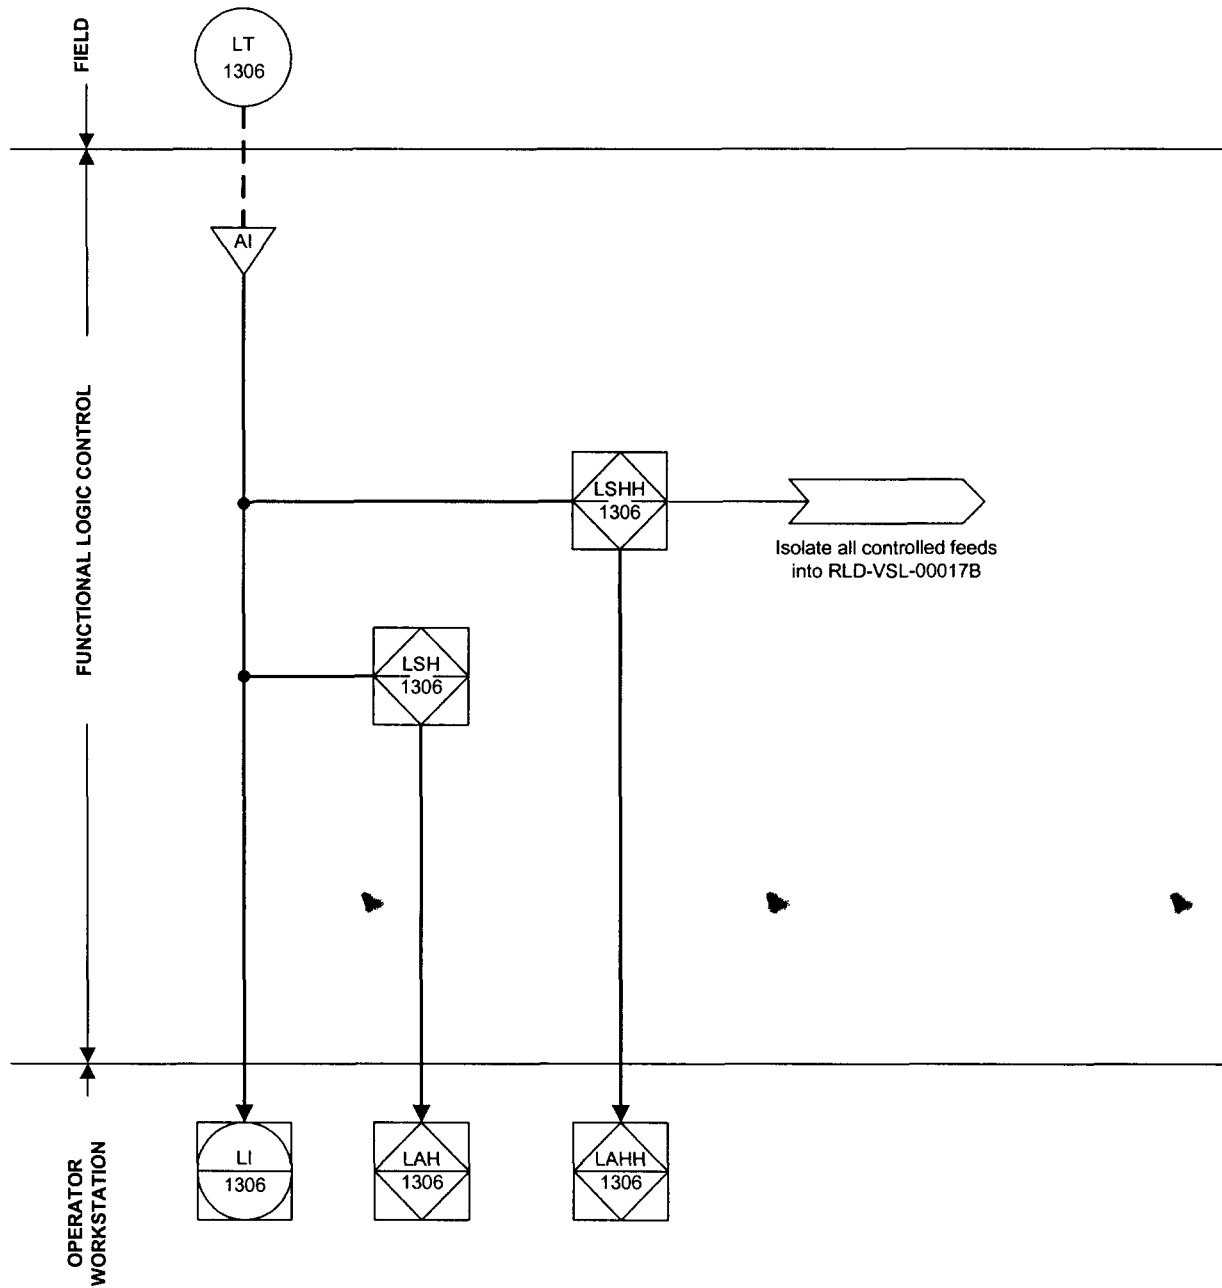 FIELD
LT
1306
AI
FUNCTIONAL LOGIC CONTROL
LSHH
1306
Isolate all controlled feeds
into RLD-VSL-00017B
LSH
1306
OPERATOR
WORKSTATION
LI
1306
LAH
1306
LAHH
1306